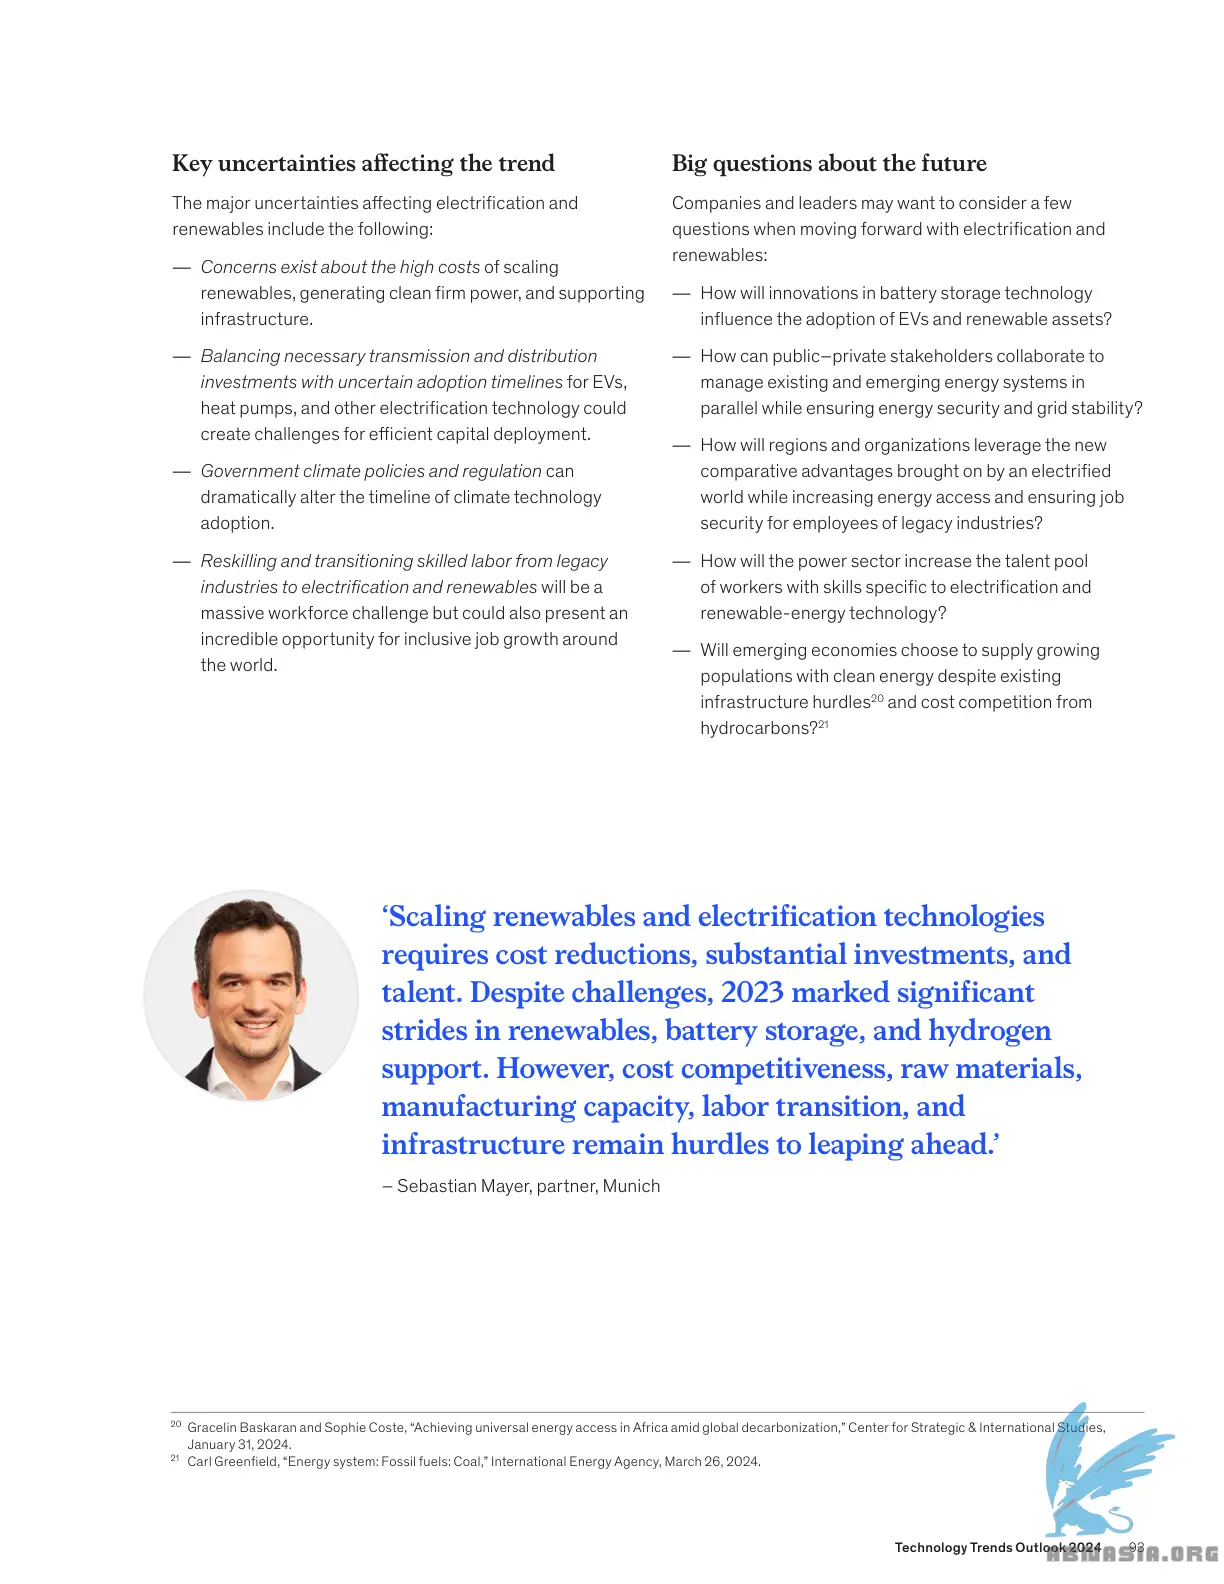 Key uncertainties affecting the trend
The major uncertainties affecting electrification and
renewables include the following:
— Concerns exist about the high costs of scaling
renewables, generating clean firm power, and supporting
infrastructure.
— Balancing necessary transmission and distribution
investments with uncertain adoption timelines for EVs,
heat pumps, and other electrification technology could
create challenges for efficient capital deployment.
— Government climate policies and regulation can
dramatically alter the timeline of climate technology
adoption.
— Reskilling and transitioning skilled labor from legacy
industries to electrification and renewables will be a
massive workforce challenge but could also present an
incredible opportunity for inclusive job growth around
the world.
Big questions about the future
Companies and leaders may want to consider a few
questions when moving forward with electrification and
renewables:
— How will innovations in battery storage technology
influence the adoption of EVs and renewable assets?
— How can public–private stakeholders collaborate to
manage existing and emerging energy systems in
parallel while ensuring energy security and grid stability?
— How will regions and organizations leverage the new
comparative advantages brought on by an electrified
world while increasing energy access and ensuring job
security for employees of legacy industries?
— How will the power sector increase the talent pool
of workers with skills specific to electrification and
renewable-energy technology?
— Will emerging economies choose to supply growing
populations with clean energy despite existing
infrastructure hurdles20 and cost competition from
hydrocarbons?21
‘Scaling renewables and electrification technologies
requires cost reductions, substantial investments, and
talent. Despite challenges, 2023 marked significant
strides in renewables, battery storage, and hydrogen
support. However, cost competitiveness, raw materials,
manufacturing capacity, labor transition, and
infrastructure remain hurdles to leaping ahead.’
– Sebastian Mayer, partner, Munich
20 Gracelin Baskaran and Sophie Coste, “Achieving universal energy access in Africa amid global decarbonization,” Center for Strategic & International Studies,
January 31, 2024.
21 Carl Greenfield, “Energy system: Fossil fuels: Coal,” International Energy Agency, March 26, 2024.
Technology Trends Outlook 2024 93
ABWASIA.ORG